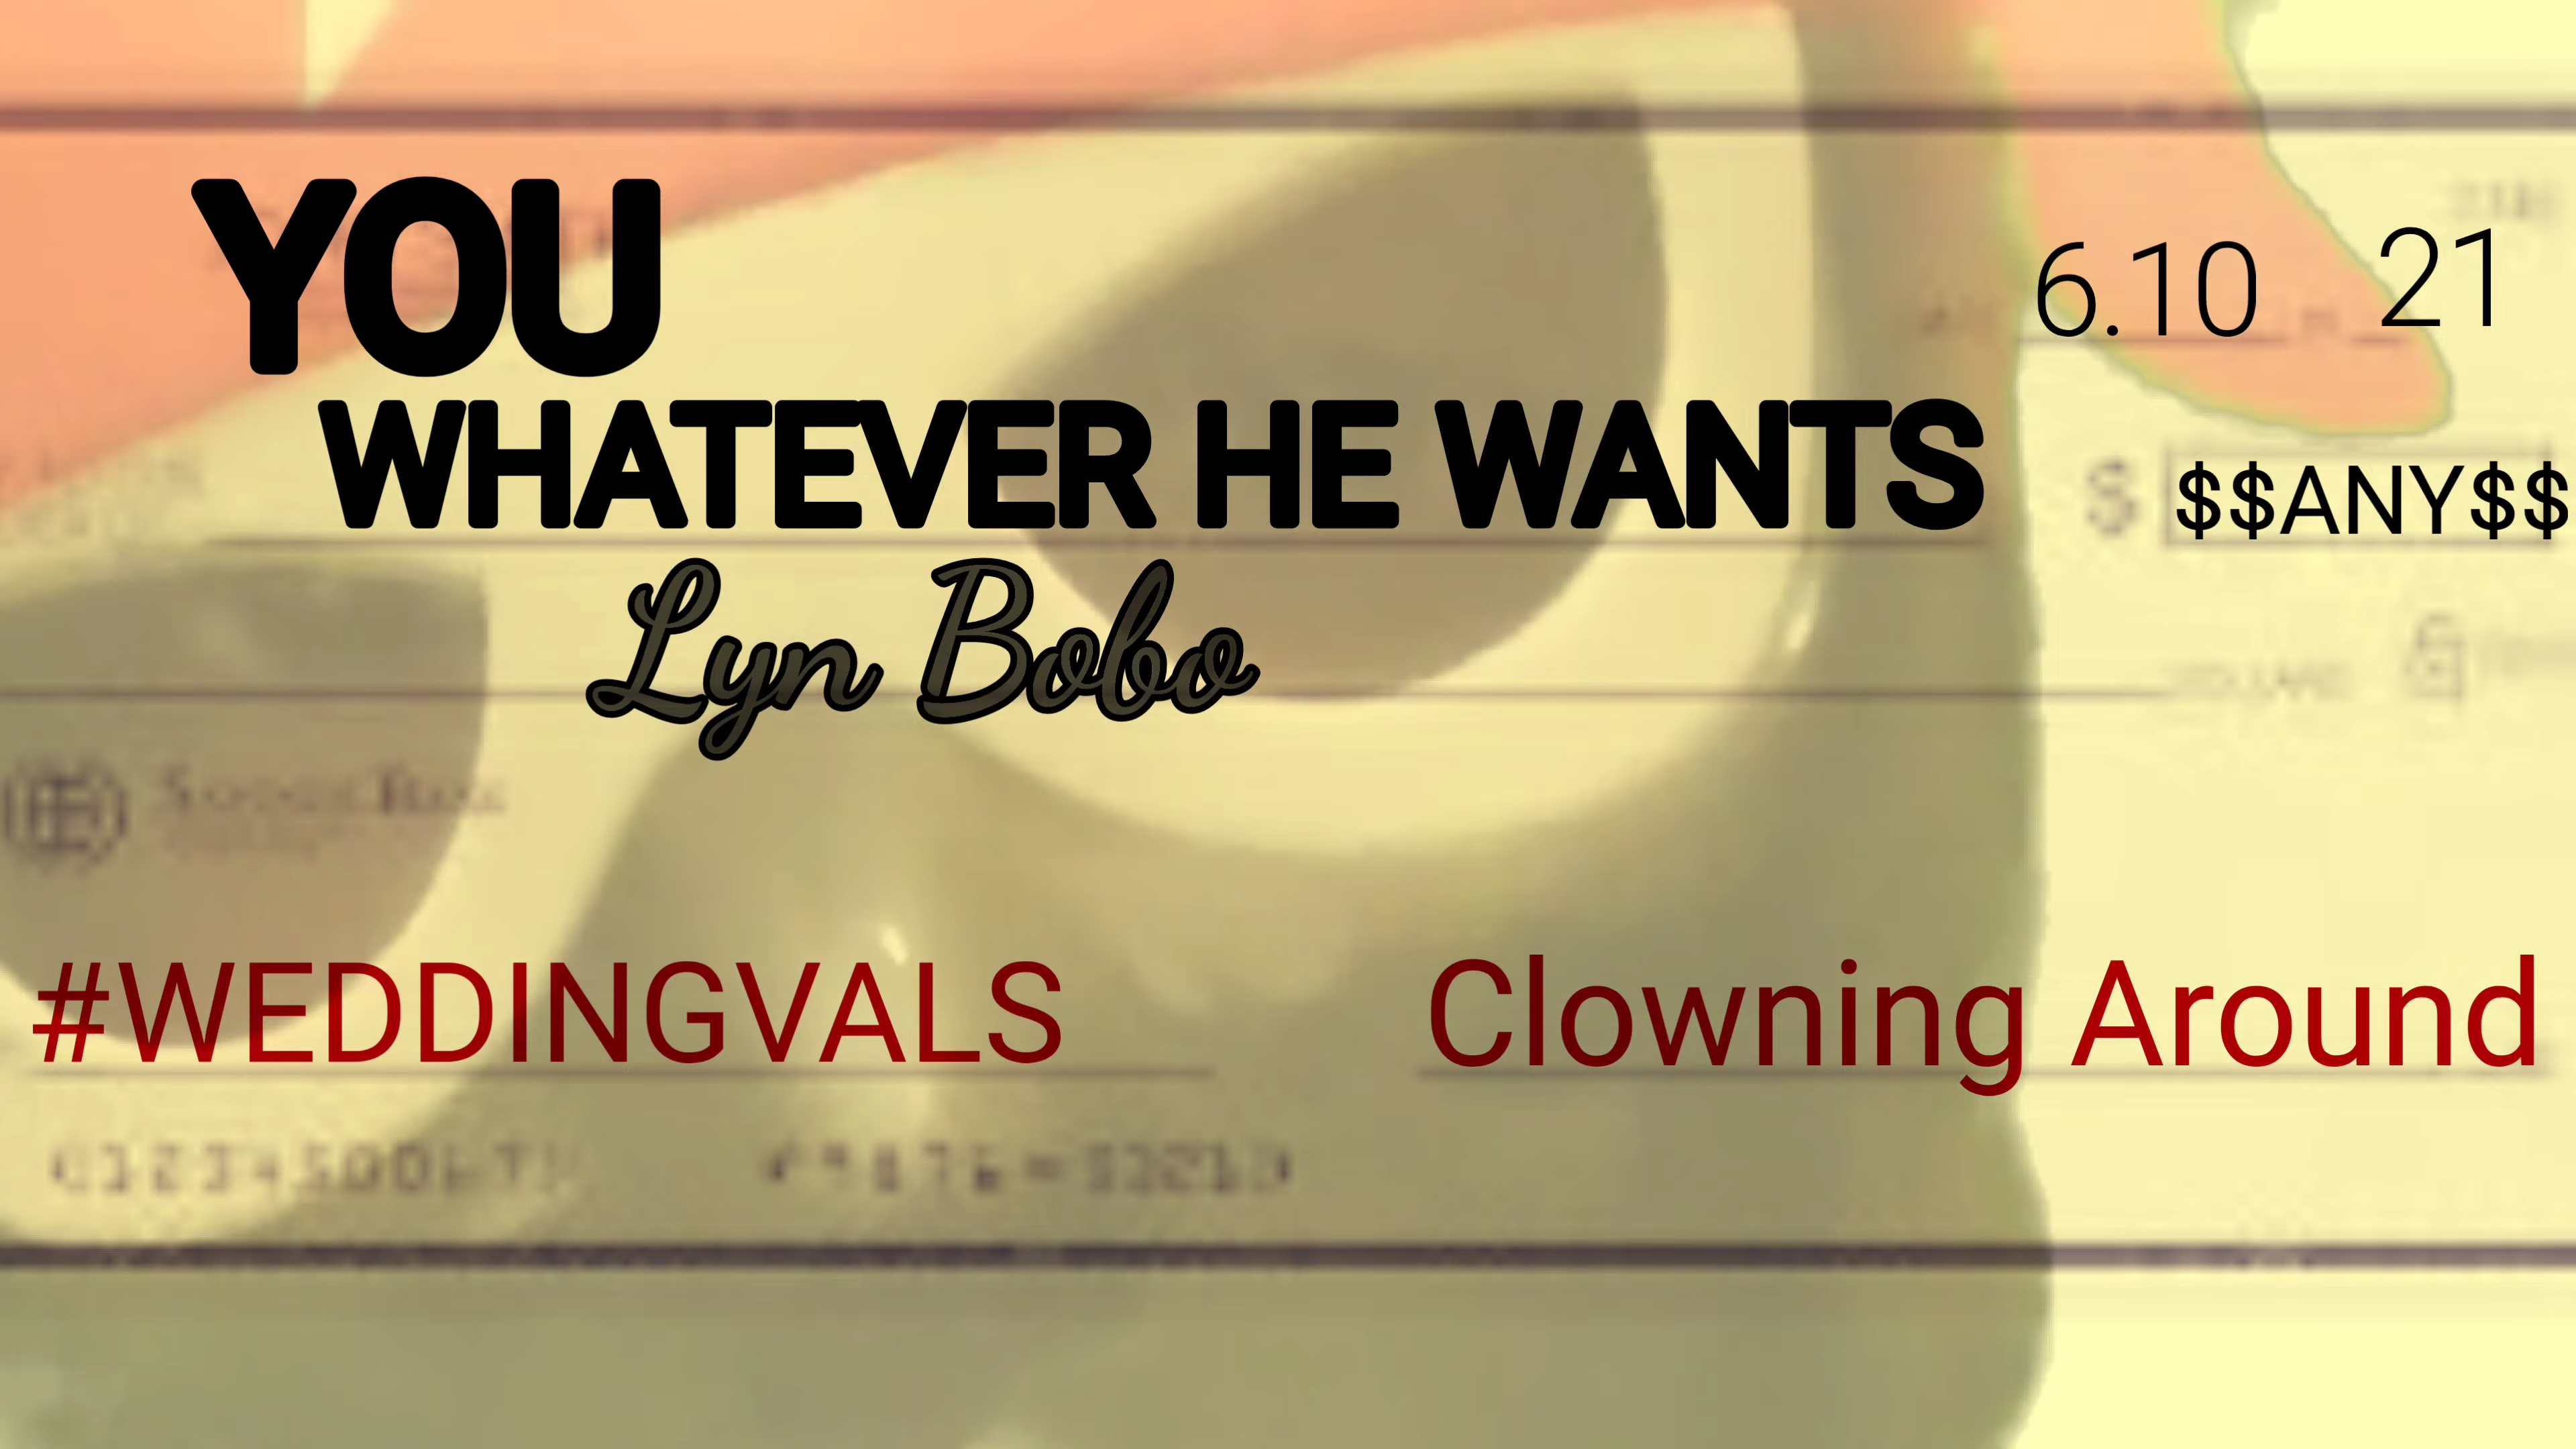 YOU
6.10 21
WHATEVER HE WANTS
$ $$ANY$$
Lyn Bobo
#WEDDINGVALS
Clowning Around